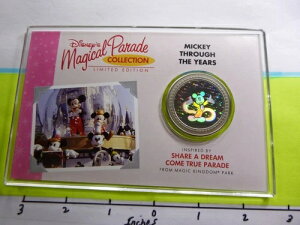 Disney's
Magical Parade
COLLECTION
LIMITED EDITION
MICKEY
THROUGH
THE YEARS
INSPIRED BY
SHARE A DREAM
COME TRUE PARADE
FROM MAGIC KINGDOM PARK
3 2 1 0 1 2 3
Inches